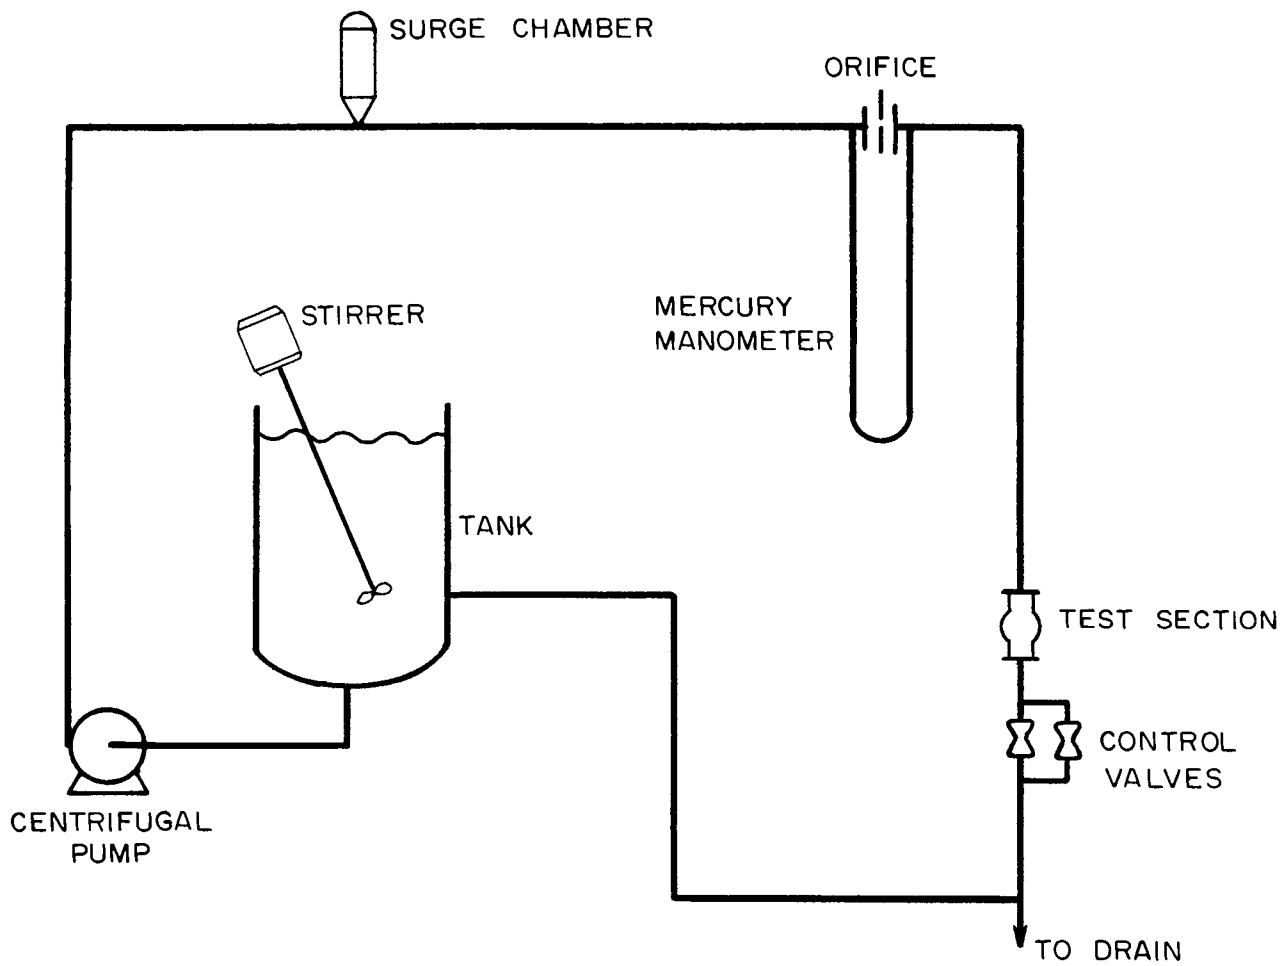 SURGE CHAMBER
ORIFICE
STIRRER
MERCURY
MANOMETER
TANK
TEST SECTION
CONTROL
VALVES
CENTRIFUGAL
PUMP
TO DRAIN